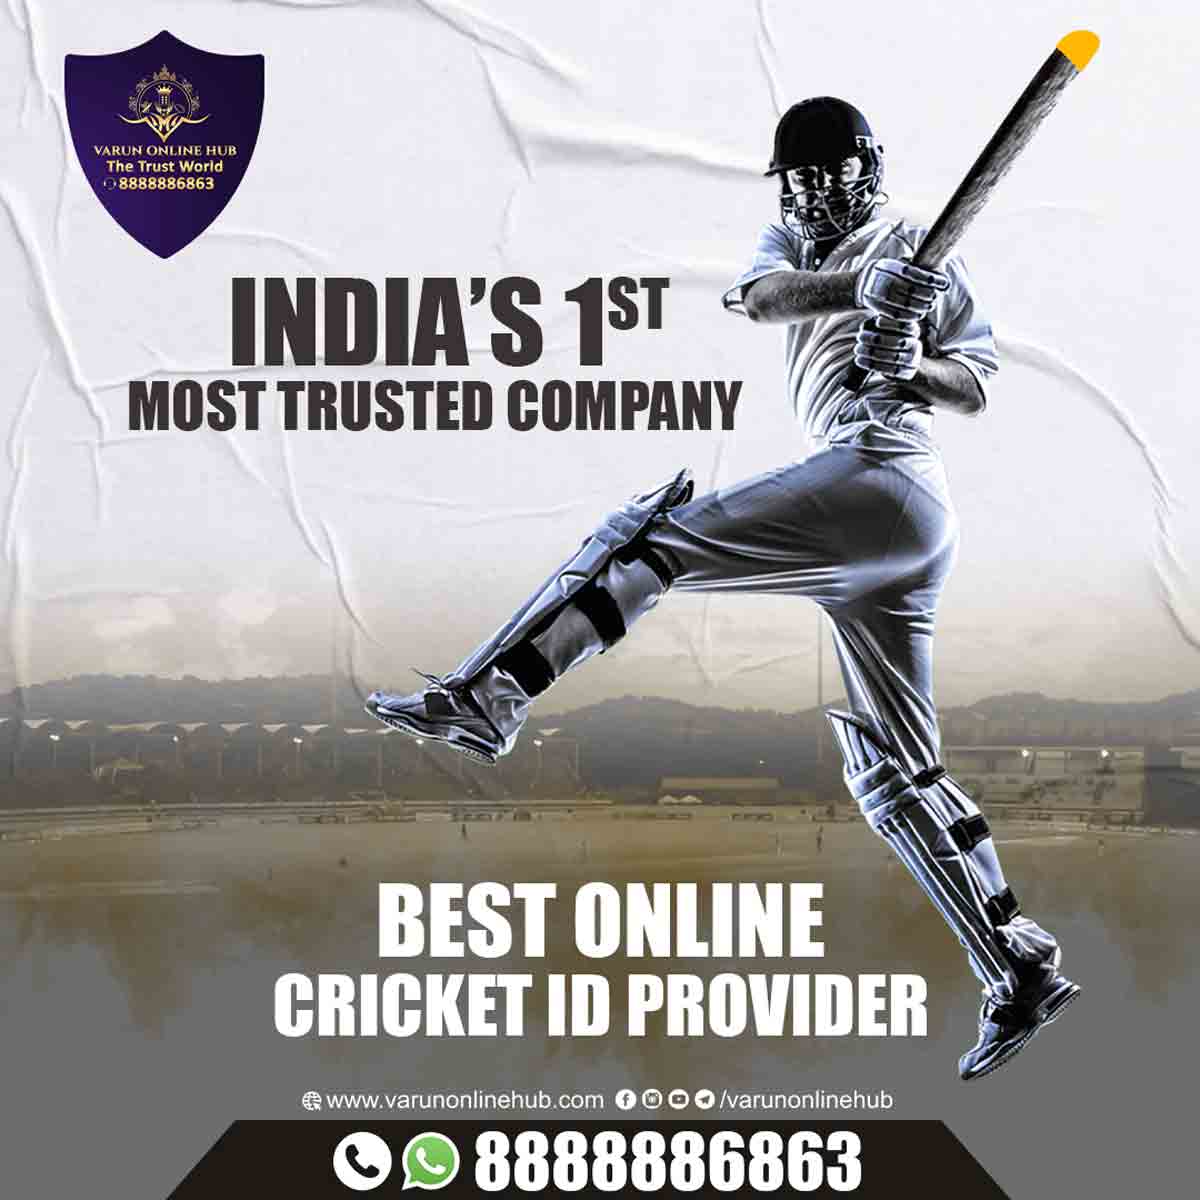 VARUN ONLINE HUB
The Trust World
8888886863
INDIA'S 1ST
MOST TRUSTED COMPANY
BEST ONLINE
CRICKET ID PROVIDER
www.varunonlinehub.com /varunonlinehub
8888886863